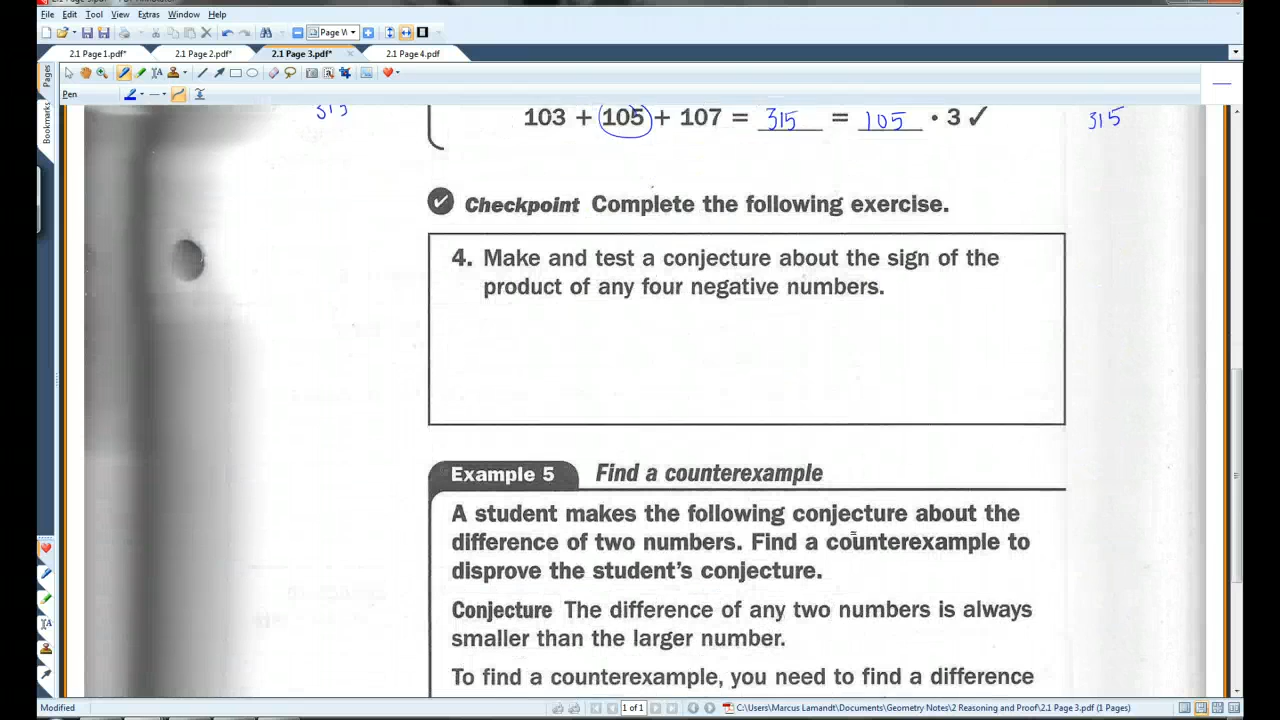 File Edit Tool View Extras Window Help
Page W
2.1 Page 1.pdf* 2.1 Page 2.pdf* 2.1 Page 3.pdf* 2.1 Page 4.pdf
Pen
Pages
Bookmarks
315
103 + 105 + 107 = 315 = 105 • 3 ✓
315
Checkpoint Complete the following exercise.
4. Make and test a conjecture about the sign of the
product of any four negative numbers.
Example 5 Find a counterexample
A student makes the following conjecture about the
difference of two numbers. Find a counterexample to
disprove the student's conjecture.
Conjecture The difference of any two numbers is always
smaller than the larger number.
To find a counterexample, you need to find a difference
Modified 1 of 1 C:\Users\Marcus Lamandt\Documents\Geometry Notes\2 Reasoning and Proof\2.1 Page 3.pdf (1 Pages)